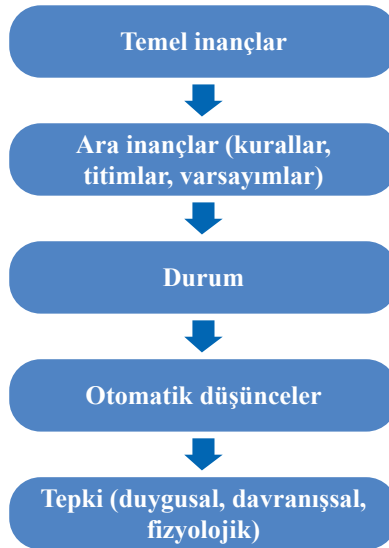 Temel inançlar
Ara inançlar (kurallar,
titimlar, varsayımlar)
Durum
Otomatik düşünceler
Tepki (duygusal, davranışsal,
fizyolojik)